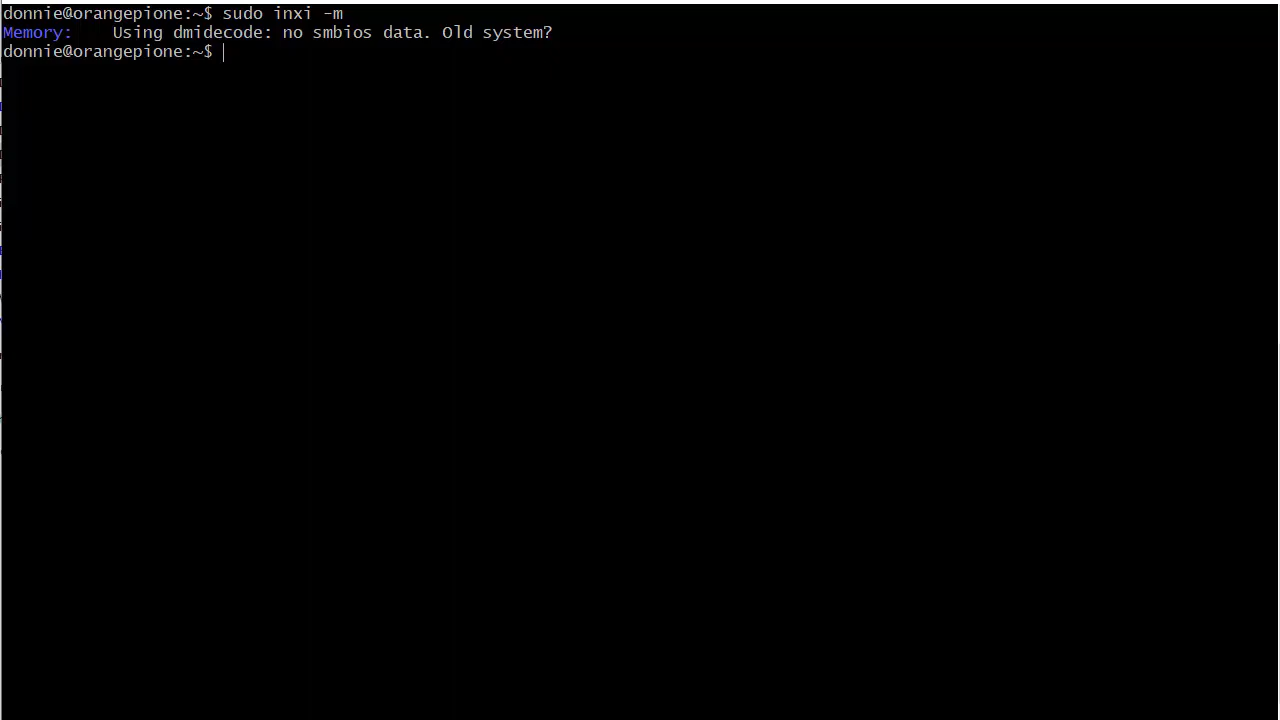 donnie@orangepione:~$ sudo inxi -m
Memory:    Using dmidecode: no smbios data. Old system?
donnie@orangepione:~$